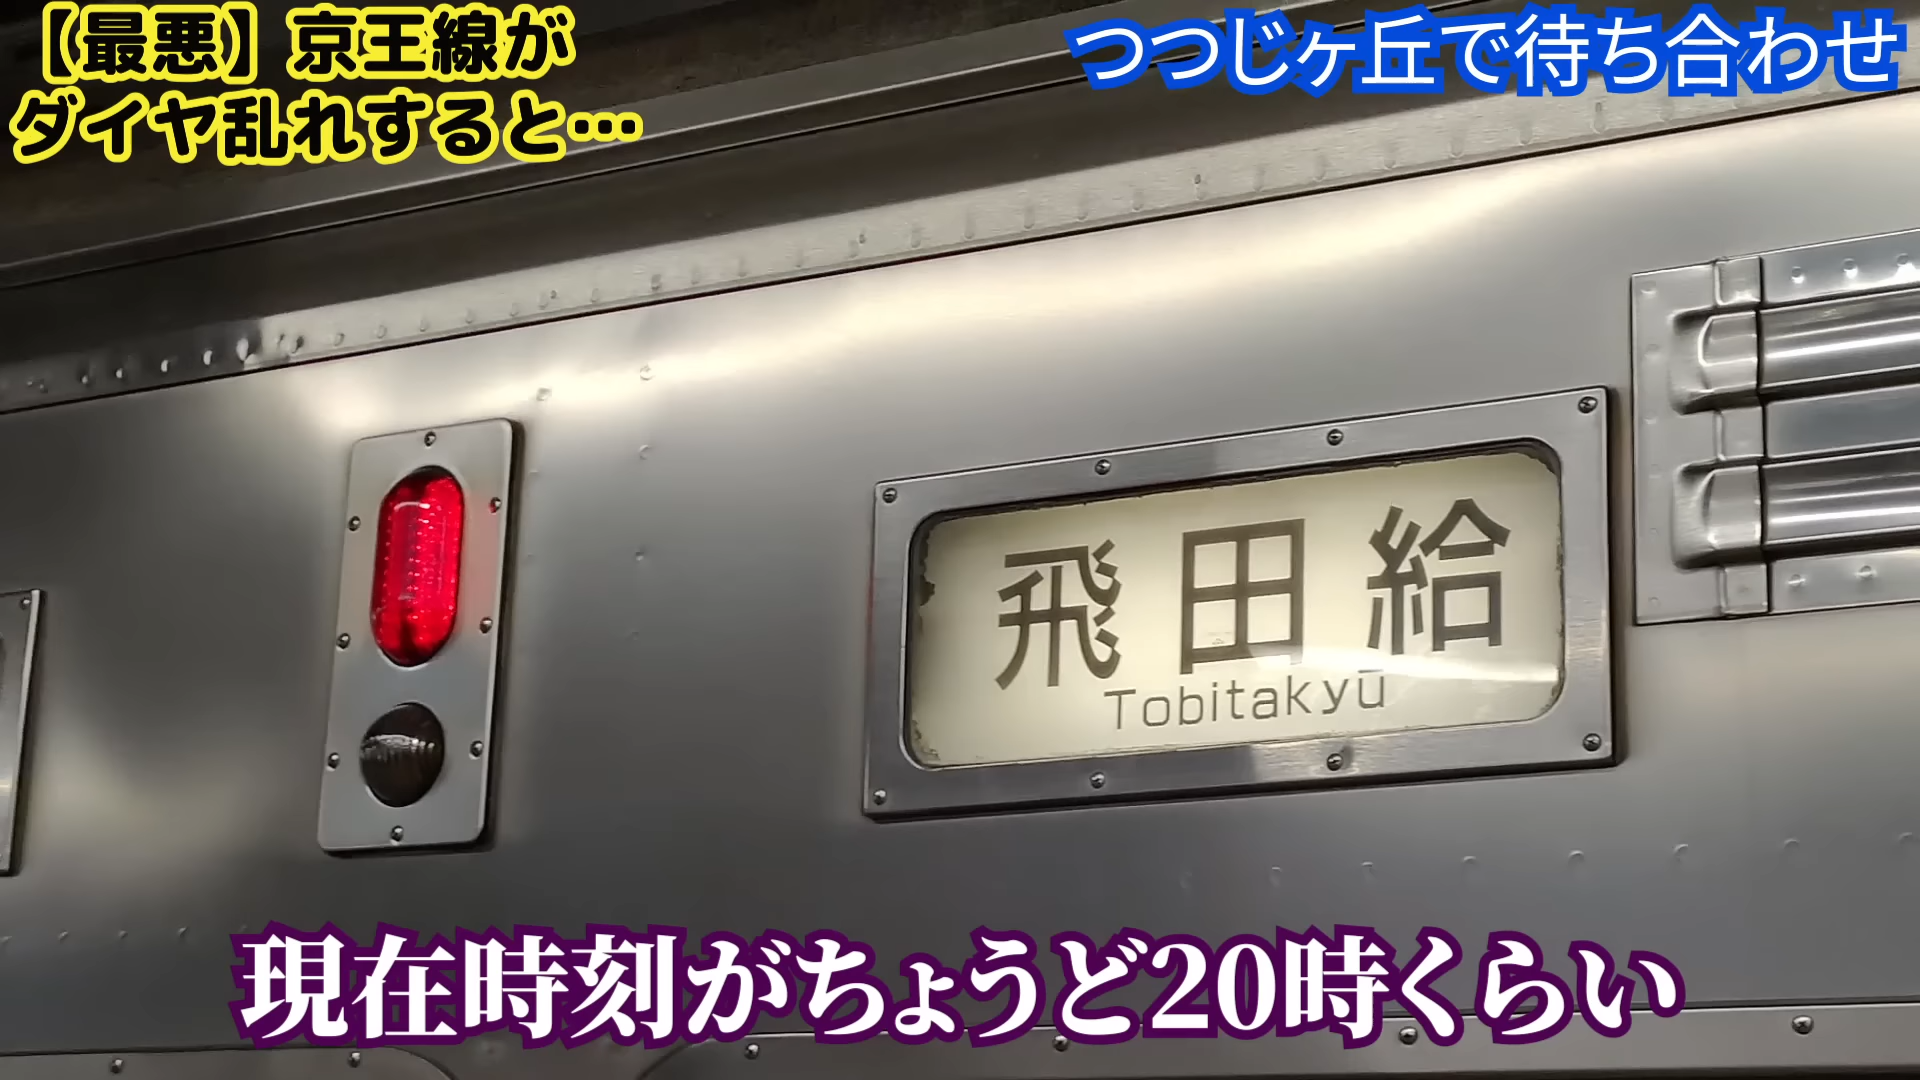 【最悪】京王線が
ダイヤ乱れすると…
つつじヶ丘で待ち合わせ
飛田給
Tobitakyū
現在時刻がちょうど20時くらい